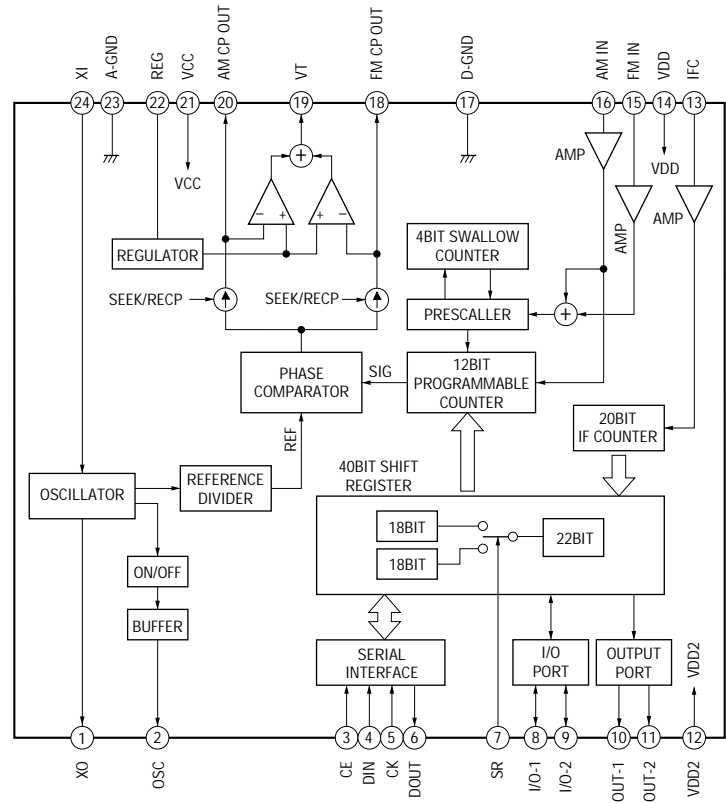 XI
A-GND
REG
VCC
AM CP OUT
VT
FM CP OUT
D-GND
AM IN
FM IN
VDD
IFC
24
23
22
21
20
19
18
17
16
15
14
13
AMP
VDD
VCC
+
AMP
AMP
- +
+ -
REGULATOR
4BIT SWALLOW
COUNTER
SEEK/RECP
SEEK/RECP
PRESCALLER
+
PHASE
COMPARATOR
SIG
12BIT
PROGRAMMABLE
COUNTER
20BIT
IF COUNTER
REF
OSCILLATOR
REFERENCE
DIVIDER
40BIT SHIFT
REGISTER
18BIT
22BIT
18BIT
ON/OFF
BUFFER
SERIAL
INTERFACE
I/O
PORT
OUTPUT
PORT
VDD2
1
2
3
4
5
6
7
8
9
10
11
12
XO
OSC
CE
DIN
CK
DOUT
SR
I/O-1
I/O-2
OUT-1
OUT-2
VDD2